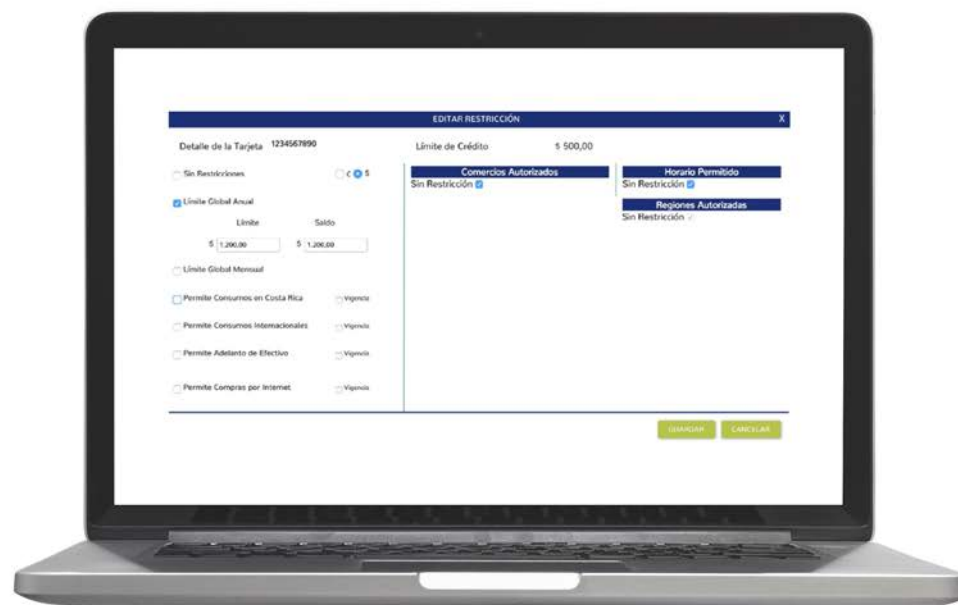 EDITAR RESTRICCIÓN X
Detalle de la Tarjeta 1234567890 Límite de Crédito $ 500,00
Sin Restricciones ₡ $
Límite Global Anual
Límite Saldo
$ 1.200,00 $ 1.200,00
Límite Global Mensual
Permite Consumos en Costa Rica Vigencia
Permite Consumos Internacionales Vigencia
Permite Adelanto de Efectivo Vigencia
Permite Compras por Internet Vigencia
Comercios Autorizados
Sin Restricción
Horario Permitido
Sin Restricción
Regiones Autorizadas
Sin Restricción
GUARDAR CANCELAR